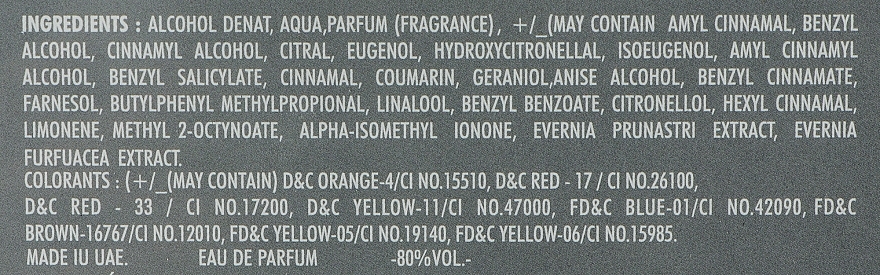 INGREDIENTS : ALCOHOL DENAT, AQUA,PARFUM (FRAGRANCE) , +/_(MAY CONTAIN AMYL CINNAMAL, BENZYL
ALCOHOL, CINNAMYL ALCOHOL, CITRAL, EUGENOL, HYDROXYCITRONELLAL, ISOEUGENOL, AMYL CINNAMYL
ALCOHOL, BENZYL SALICYLATE, CINNAMAL, COUMARIN, GERANIOL,ANISE ALCOHOL, BENZYL CINNAMATE,
FARNESOL, BUTYLPHENYL METHYLPROPIONAL, LINALOOL, BENZYL BENZOATE, CITRONELLOL, HEXYL CINNAMAL,
LIMONENE, METHYL 2-OCTYNOATE, ALPHA-ISOMETHYL IONONE, EVERNIA PRUNASTRI EXTRACT, EVERNIA
FURFUACEA EXTRACT.
COLORANTS : (+/_(MAY CONTAIN) D&C ORANGE-4/CI NO.15510, D&C RED - 17 / CI NO.26100,
D&C RED - 33 / CI NO.17200, D&C YELLOW-11/CI NO.47000, FD&C BLUE-01/CI NO.42090, FD&C
BROWN-16767/CI NO.12010, FD&C YELLOW-05/CI NO.19140, FD&C YELLOW-06/CI NO.15985.
MADE IU UAE. EAU DE PARFUM -80%VOL.-